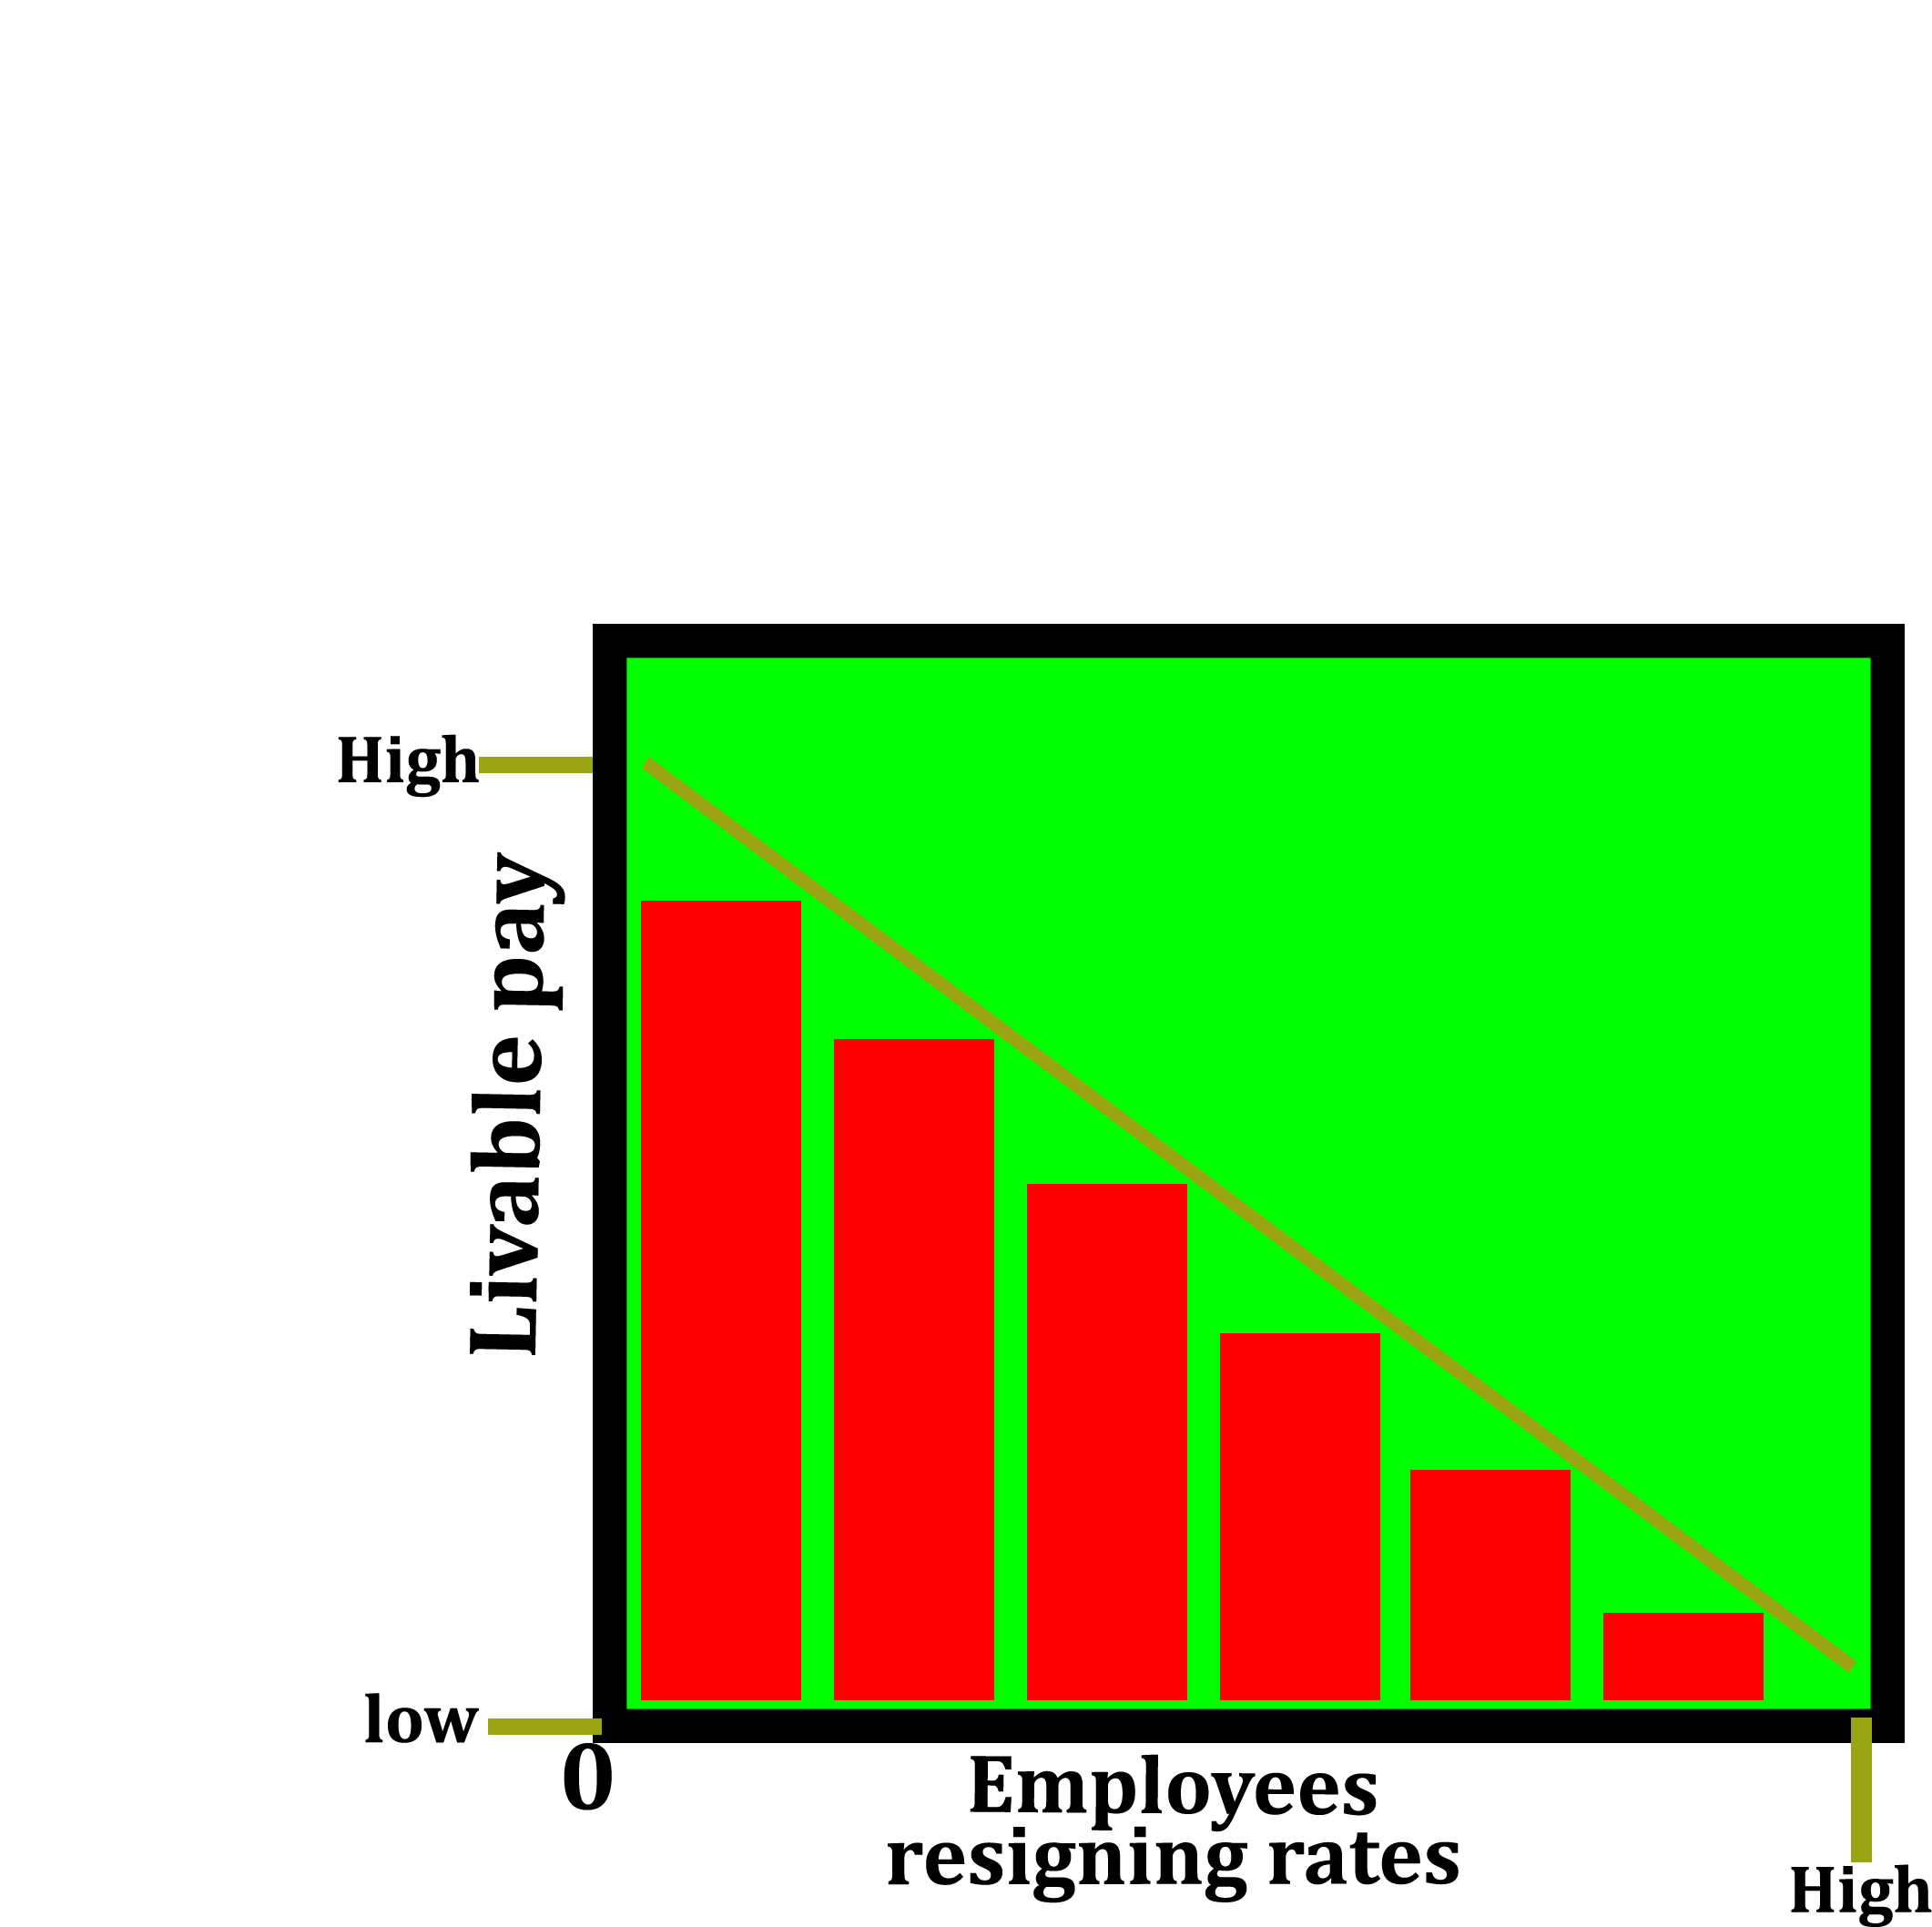 High
Livable pay
low
0
Employees
resigning rates
High